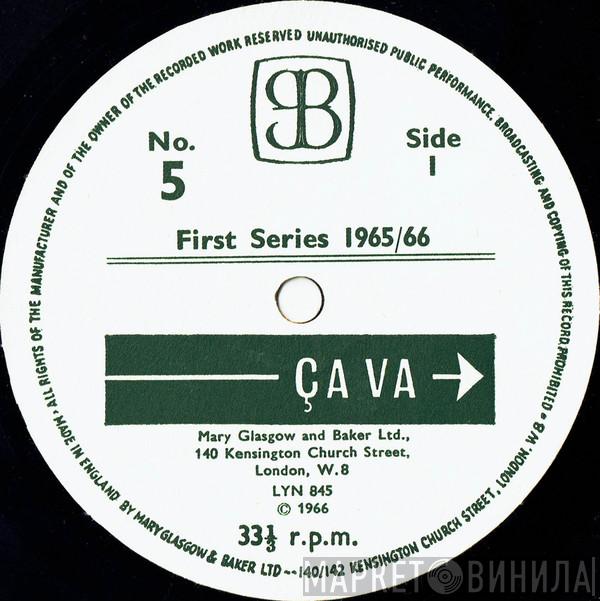 ALL RIGHTS OF THE MANUFACTURER AND OF THE OWNER OF THE RECORDED WORK RESERVED UNAUTHORISED PUBLIC PERFORMANCE, BROADCASTING AND COPYING OF THIS RECORD PROHIBITED •
No.
5
Side
1
First Series 1965/66
ÇA VA
Mary Glasgow and Baker Ltd.,
140 Kensington Church Street,
London, W.8
LYN 845
© 1966
33⅓ r.p.m.
• MADE IN ENGLAND BY MARY GLASGOW & BAKER LTD -- 140/142 KENSINGTON CHURCH STREET, LONDON. W.8
МАРКЕТ ВИНИЛА